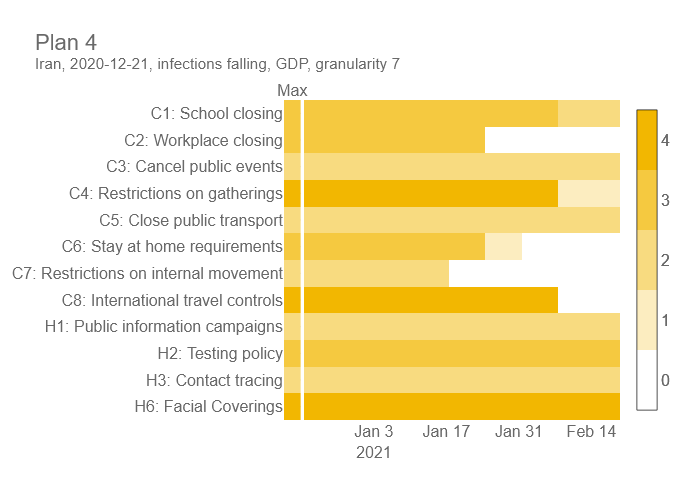 Plan 4
Iran, 2020-12-21, infections falling, GDP, granularity 7
Max
C1: School closing
C2: Workplace closing
C3: Cancel public events
C4: Restrictions on gatherings
C5: Close public transport
C6: Stay at home requirements
C7: Restrictions on internal movement
C8: International travel controls
H1: Public information campaigns
H2: Testing policy
H3: Contact tracing
H6: Facial Coverings
Jan 3 Jan 17 Jan 31 Feb 14
2021
4
3
2
1
0